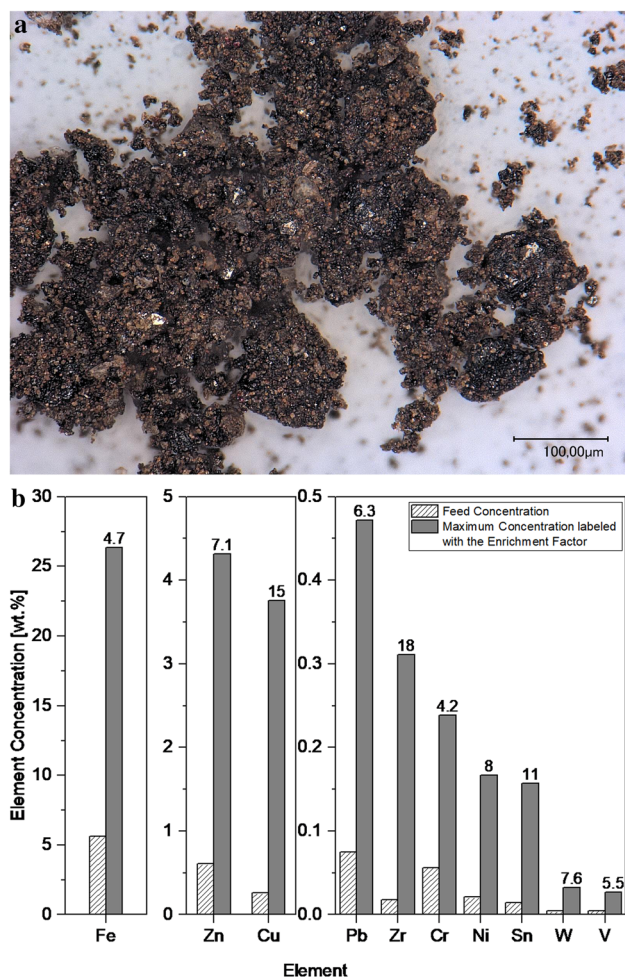 a
100,00µm
b
Feed Concentration
Maximum Concentration labeled
with the Enrichment Factor
Element Concentration [wt.%]
30
25
20
15
10
5
0
4.7
Fe
5
4
3
2
1
0
7.1
15
Zn Cu
0.5
0.4
0.3
0.2
0.1
0.0
6.3
18
4.2
8
11
7.6
5.5
Pb Zr Cr Ni Sn W V
Element